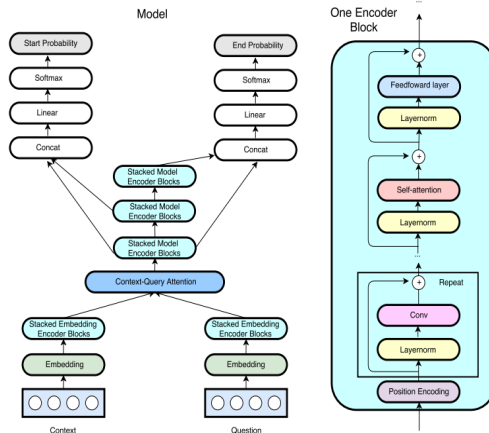 Model
Start Probability
End Probability
Softmax
Softmax
Linear
Linear
Concat
Concat
Stacked Model
Encoder Blocks
Stacked Model
Encoder Blocks
Stacked Model
Encoder Blocks
Context-Query Attention
Stacked Embedding
Encoder Blocks
Stacked Embedding
Encoder Blocks
Embedding
Embedding
Context
Question
One Encoder
Block
...
+
Feedfoward layer
Layernorm
+
Self-attention
Layernorm
...
+
Repeat
Conv
Layernorm
Position Encoding